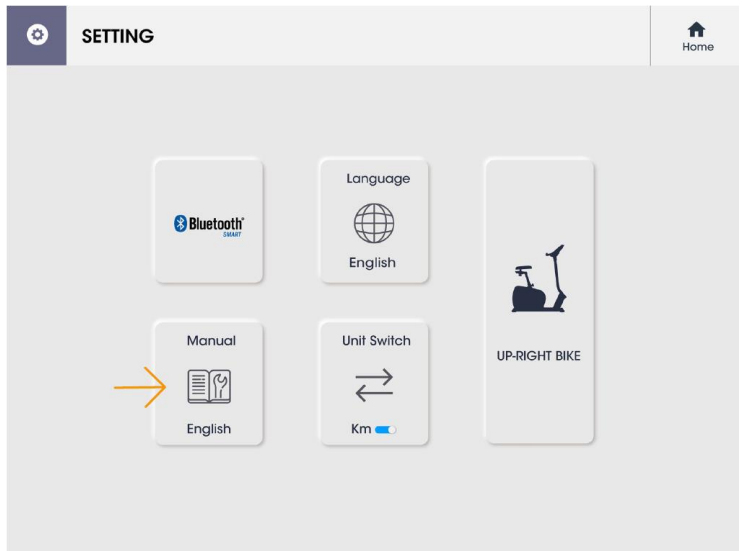 SETTING
Home
Bluetooth®
SMART
Language
English
Manual
English
Unit Switch
Km
UP-RIGHT BIKE